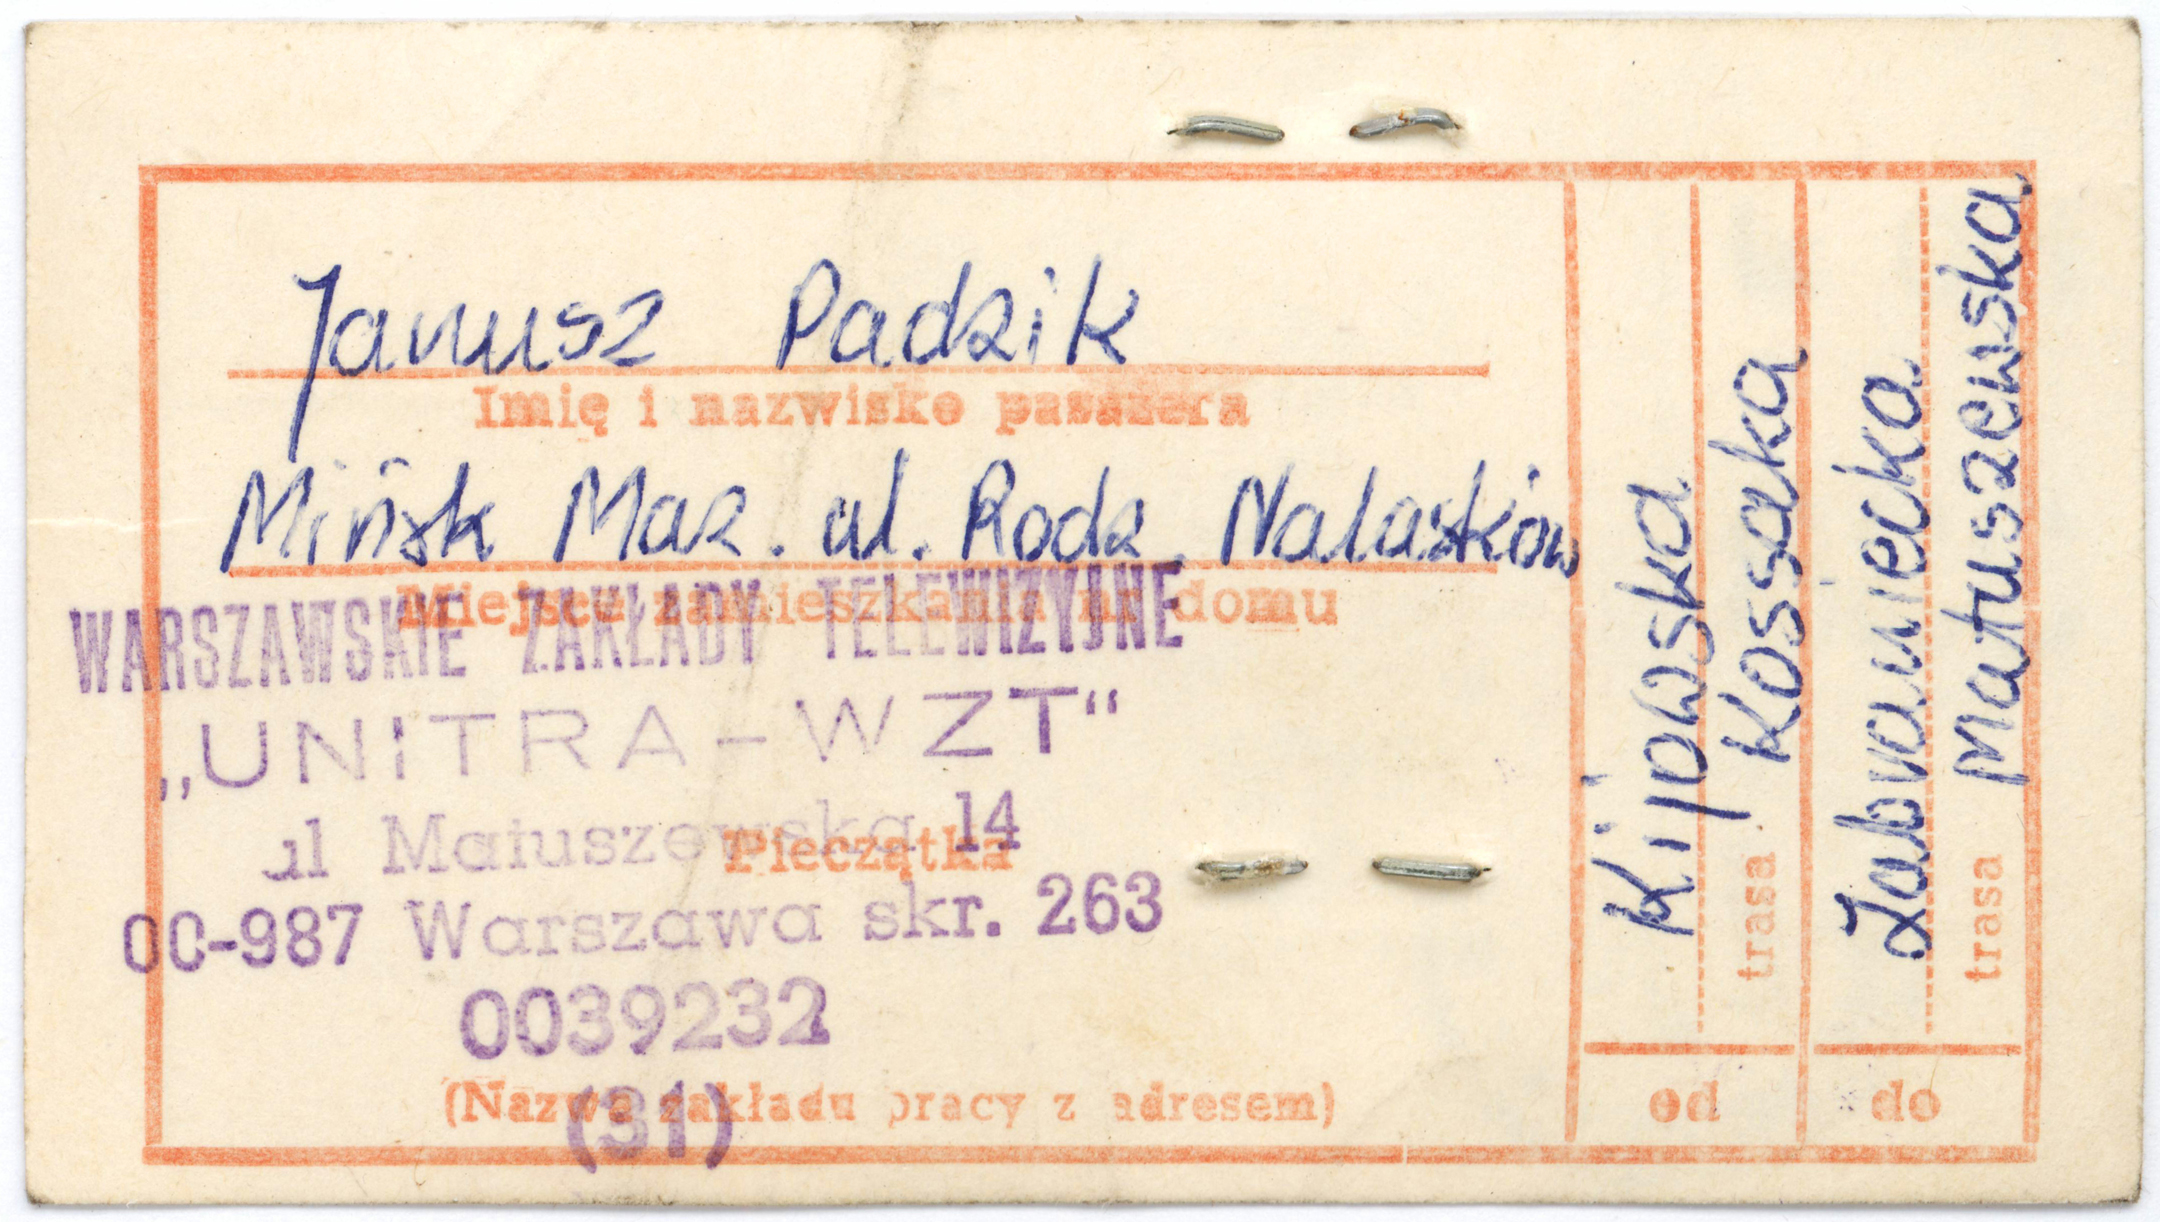 Janusz Padzik
Imię i nazwisko pasażera
Mińsk Maz. ul. Rodz. Nalasków
Miejsce zamieszkania nr domu
WARSZAWSKIE ZAKŁADY TELEWIZYJNE
„UNITRA-WZT“
ul Matuszewska 14
Pieczątka
00-987 Warszawa skr. 263
0039232
(Nazwa zakładu pracy z adresem)
(31)
Kijowska
Kossaka
trasa
od
Żabraniecka
Matuszewska
trasa
do